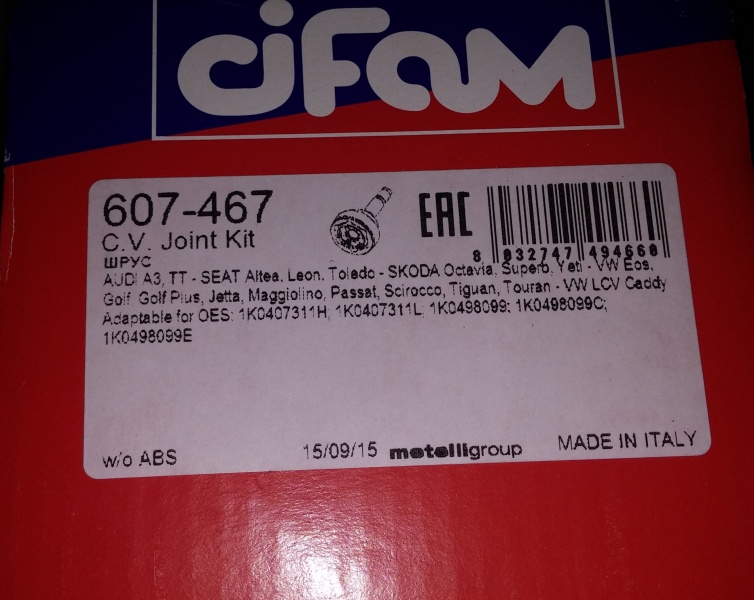 cifam
607-467
C.V. Joint Kit
ШРУС
EAC
8 032747 494660
AUDI A3, TT - SEAT Altea, Leon, Toledo - SKODA Octavia, Superb, Yeti - VW Eos,
Golf, Golf Plus, Jetta, Maggiolino, Passat, Scirocco, Tiguan, Touran - VW LCV Caddy
Adaptable for OES: 1K0407311H; 1K0407311L; 1K0498099; 1K0498099C;
1K0498099E
w/o ABS
15/09/15 metelligroup
MADE IN ITALY